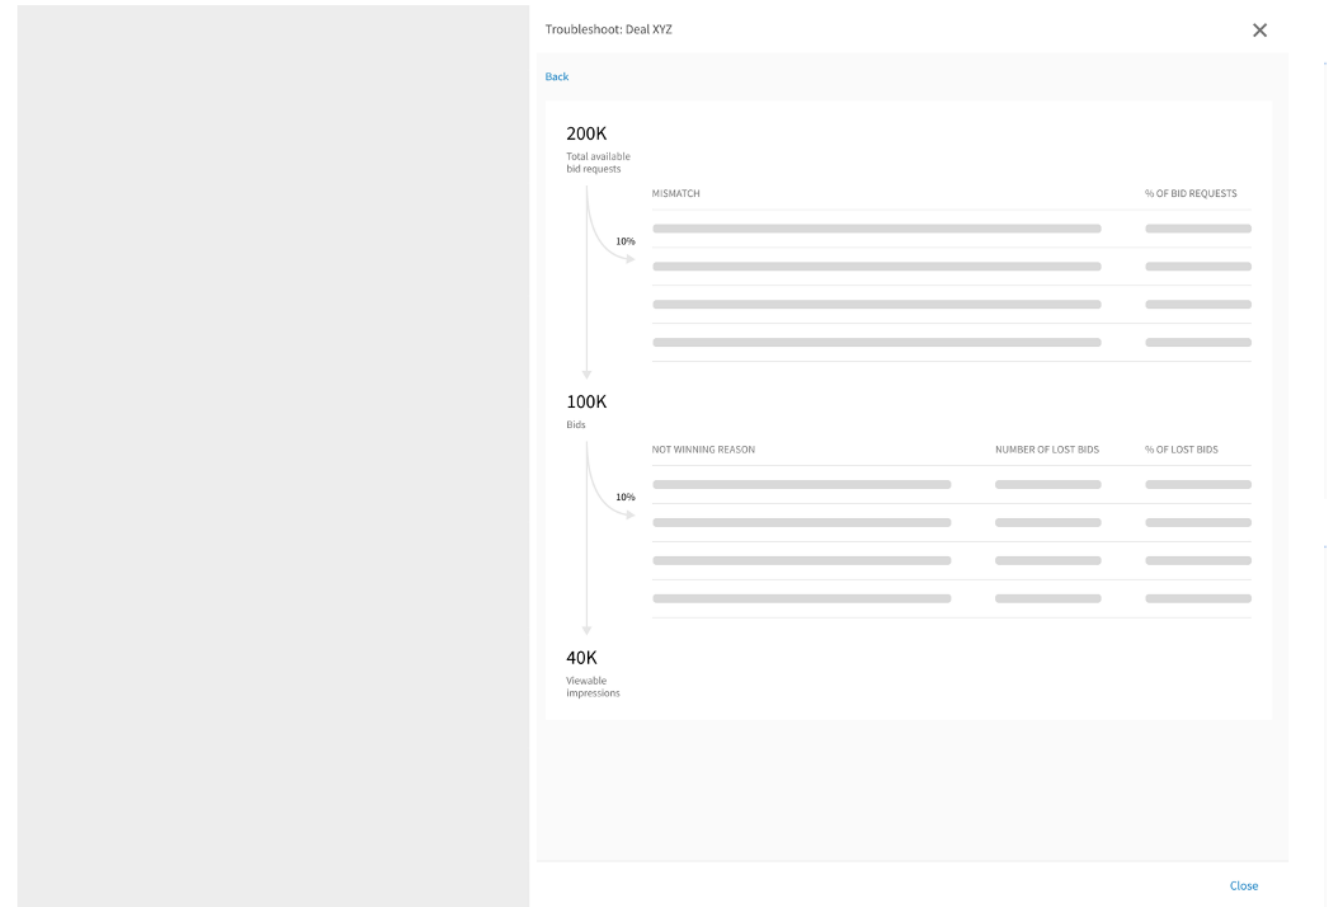 Troubleshoot: Deal XYZ
Back
200K
Total available
bid requests
MISMATCH % OF BID REQUESTS
10%
100K
Bids
NOT WINNING REASON NUMBER OF LOST BIDS % OF LOST BIDS
10%
40K
Viewable
impressions
Close